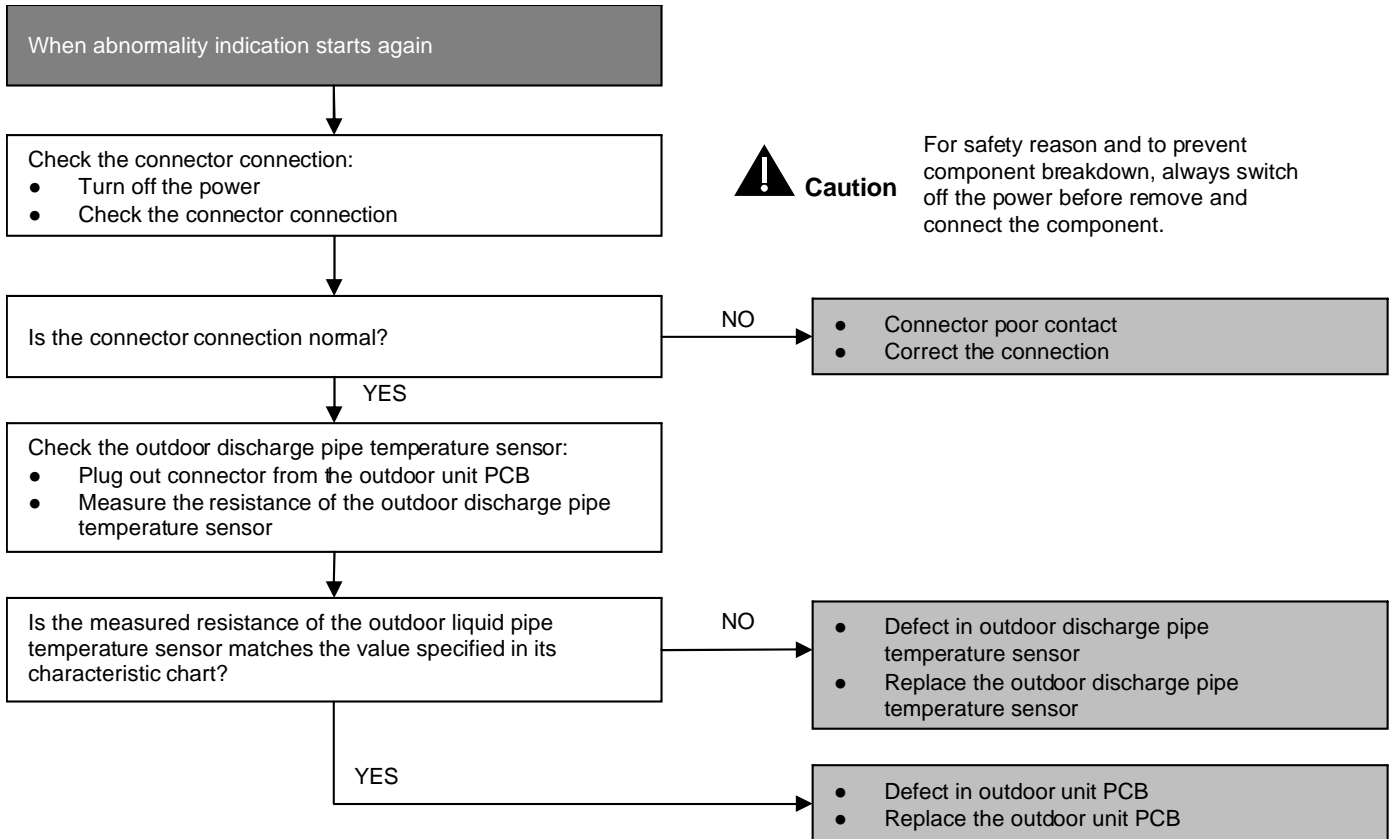 When abnormality indication starts again
Check the connector connection:
● Turn off the power
● Check the connector connection
Caution
For safety reason and to prevent
component breakdown, always switch
off the power before remove and
connect the component.
Is the connector connection normal?
NO
● Connector poor contact
● Correct the connection
YES
Check the outdoor discharge pipe temperature sensor:
● Plug out connector from the outdoor unit PCB
● Measure the resistance of the outdoor discharge pipe
temperature sensor
Is the measured resistance of the outdoor liquid pipe
temperature sensor matches the value specified in its
characteristic chart?
NO
● Defect in outdoor discharge pipe
temperature sensor
● Replace the outdoor discharge pipe
temperature sensor
YES
● Defect in outdoor unit PCB
● Replace the outdoor unit PCB